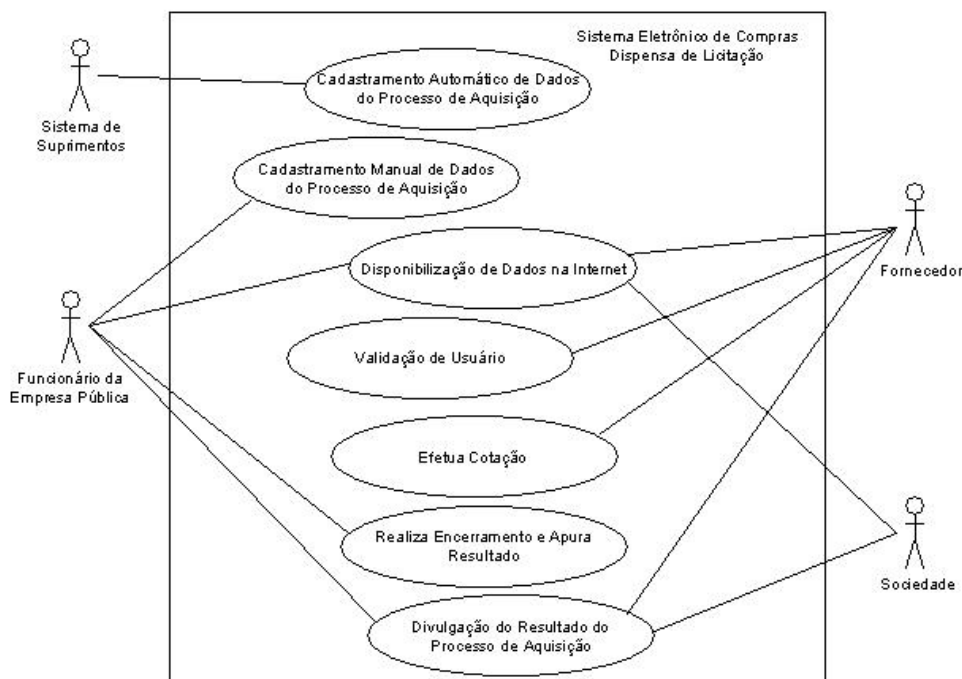 Sistema Eletrônico de Compras
Dispensa de Licitação
Cadastramento Automático de Dados
do Processo de Aquisição
Sistema de
Suprimentos
Cadastramento Manual de Dados
do Processo de Aquisição
Disponibilização de Dados na Internet
Fornecedor
Validação de Usuário
Funcionário da
Empresa Pública
Efetua Cotação
Realiza Encerramento e Apura
Resultado
Sociedade
Divulgação do Resultado do
Processo de Aquisição